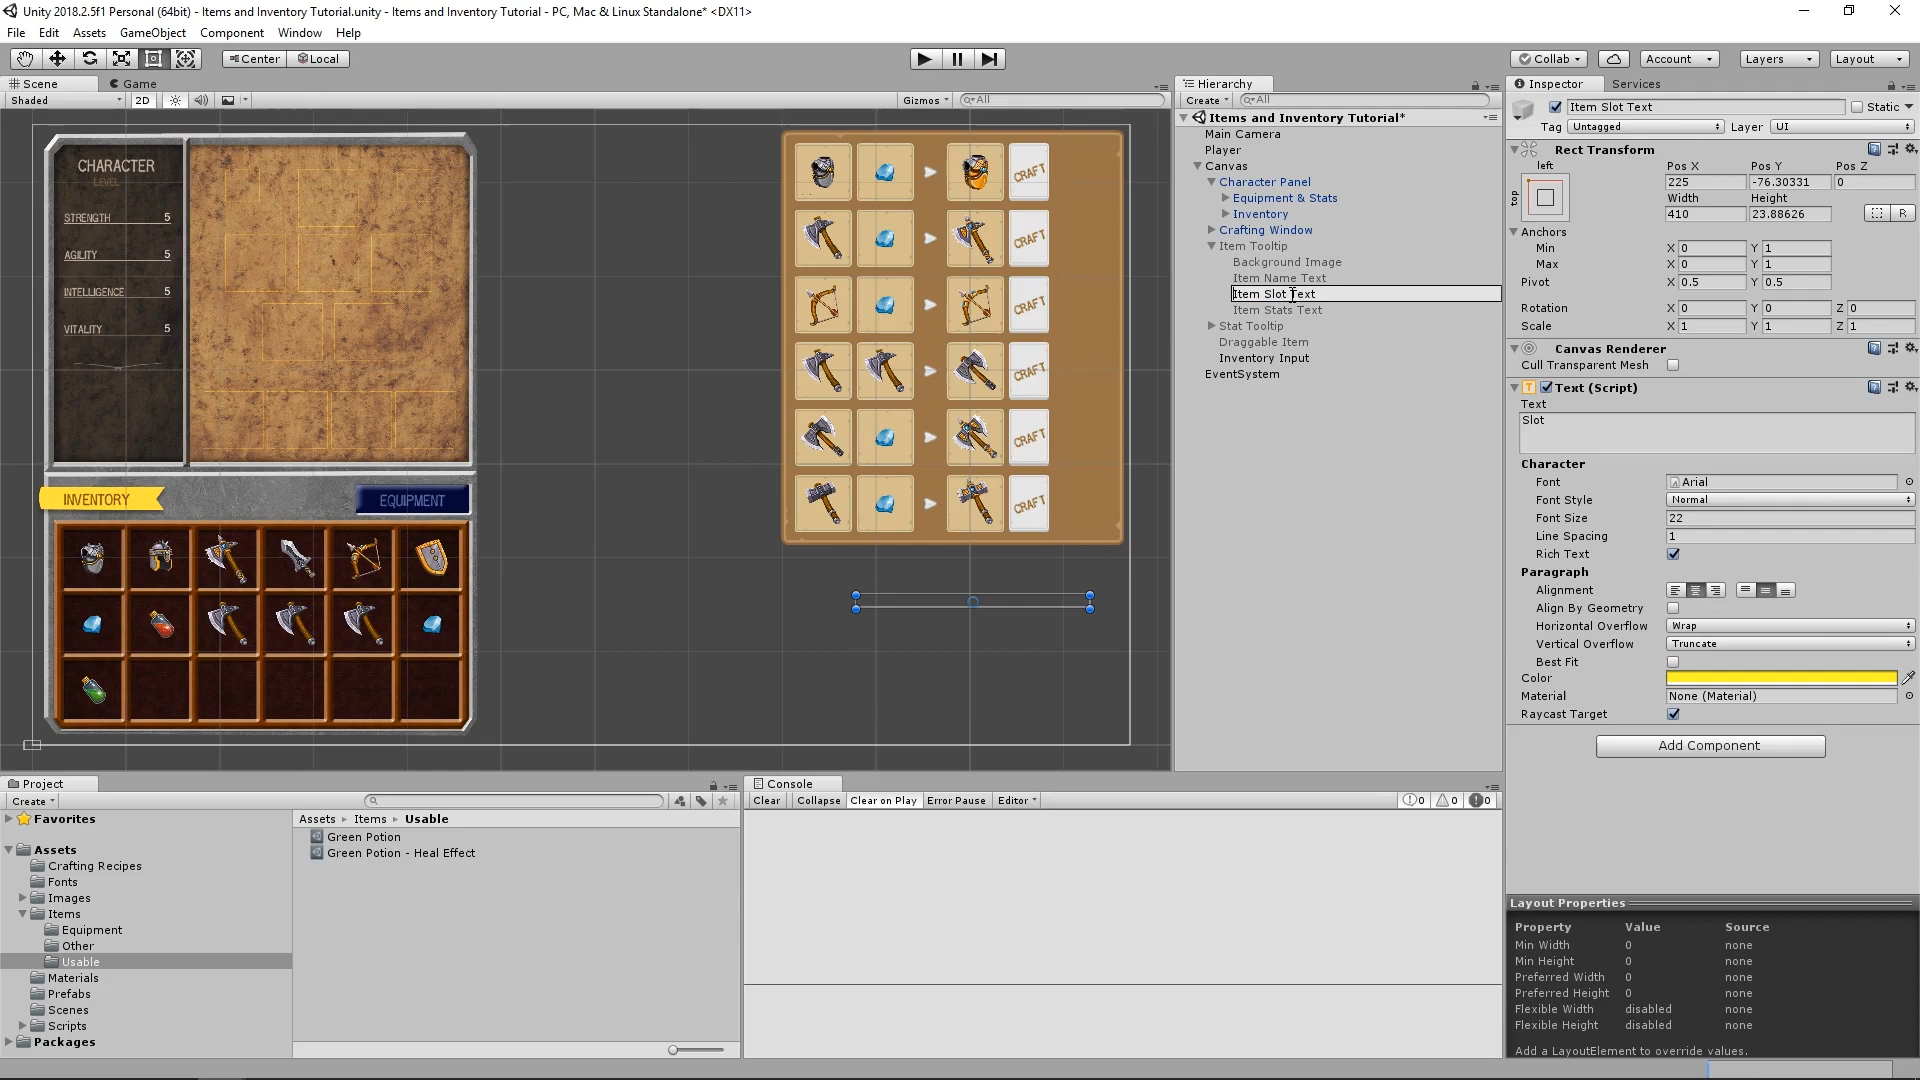 Unity 2018.2.5f1 Personal (64bit) - Items and Inventory Tutorial.unity - Items and Inventory Tutorial - PC, Mac & Linux Standalone* <DX11>
File Edit Assets GameObject Component Window Help
Center Local
Collab Account Layers Layout
Scene Game
Shaded 2D Gizmos All
CHARACTER
LEVEL
STRENGTH 5
AGILITY 5
INTELLIGENCE 5
VITALITY 5
INVENTORY EQUIPMENT
CRAFT
CRAFT
CRAFT
CRAFT
CRAFT
CRAFT
Hierarchy
Create All
Items and Inventory Tutorial*
Main Camera
Player
Canvas
Character Panel
Equipment & Stats
Inventory
Crafting Window
Item Tooltip
Background Image
Item Name Text
Item Slot Text
Item Stats Text
Stat Tooltip
Draggable Item
Inventory Input
EventSystem
Inspector Services
Item Slot Text Static
Tag Untagged Layer UI
Rect Transform
left Pos X Pos Y Pos Z
top 225 -76.30331 0
Width Height
410 23.88626 R
Anchors
Min X 0 Y 1
Max X 0 Y 1
Pivot X 0.5 Y 0.5
Rotation X 0 Y 0 Z 0
Scale X 1 Y 1 Z 1
Canvas Renderer
Cull Transparent Mesh
Text (Script)
Text
Slot
Character
Font Arial
Font Style Normal
Font Size 22
Line Spacing 1
Rich Text
Paragraph
Alignment
Align By Geometry
Horizontal Overflow Wrap
Vertical Overflow Truncate
Best Fit
Color
Material None (Material)
Raycast Target
Add Component
Layout Properties
Property Value Source
Min Width 0 none
Min Height 0 none
Preferred Width 0 none
Preferred Height 0 none
Flexible Width disabled none
Flexible Height disabled none
Add a LayoutElement to override values.
Project
Create
Favorites
Assets
Crafting Recipes
Fonts
Images
Items
Equipment
Other
Usable
Materials
Prefabs
Scenes
Scripts
Packages
Assets Items Usable
Green Potion
Green Potion - Heal Effect
Console
Clear Collapse Clear on Play Error Pause Editor 0 0 0